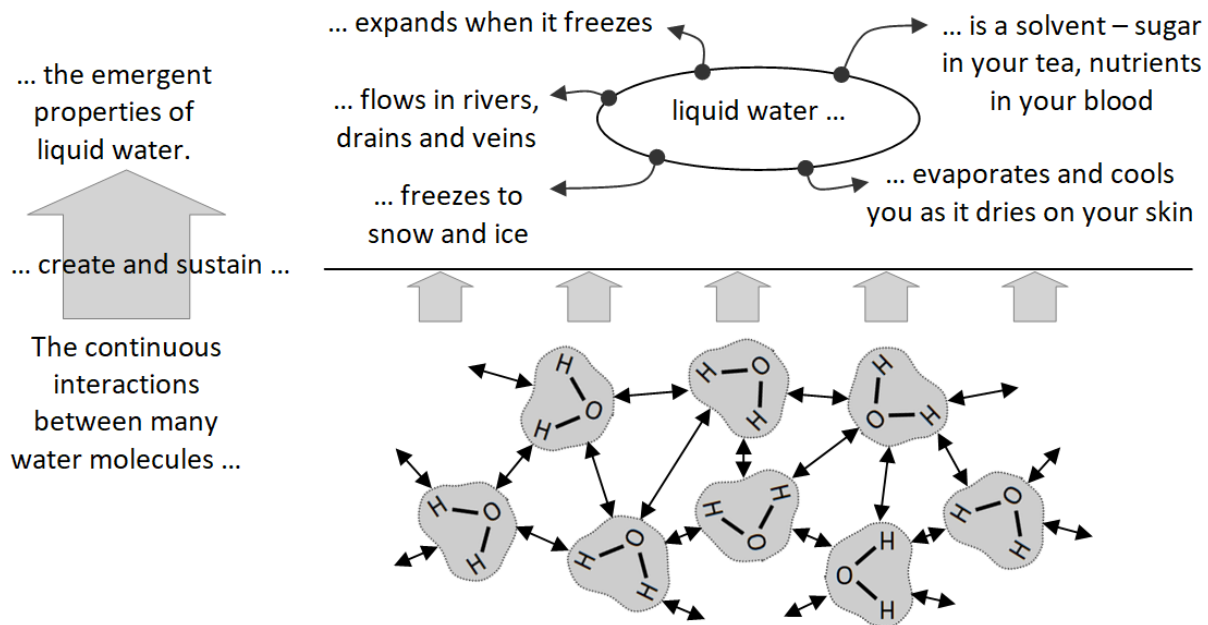 ... the emergent
properties of
liquid water.
... create and sustain ...
The continuous
interactions
between many
water molecules ...
... expands when it freezes
... flows in rivers,
drains and veins
... freezes to
snow and ice
liquid water ...
... is a solvent – sugar
in your tea, nutrients
in your blood
... evaporates and cools
you as it dries on your skin
H
O
H
H
O
H
H
O
H
H
O
H
H
O
H
H
O
H
H
O
H
H
O
H